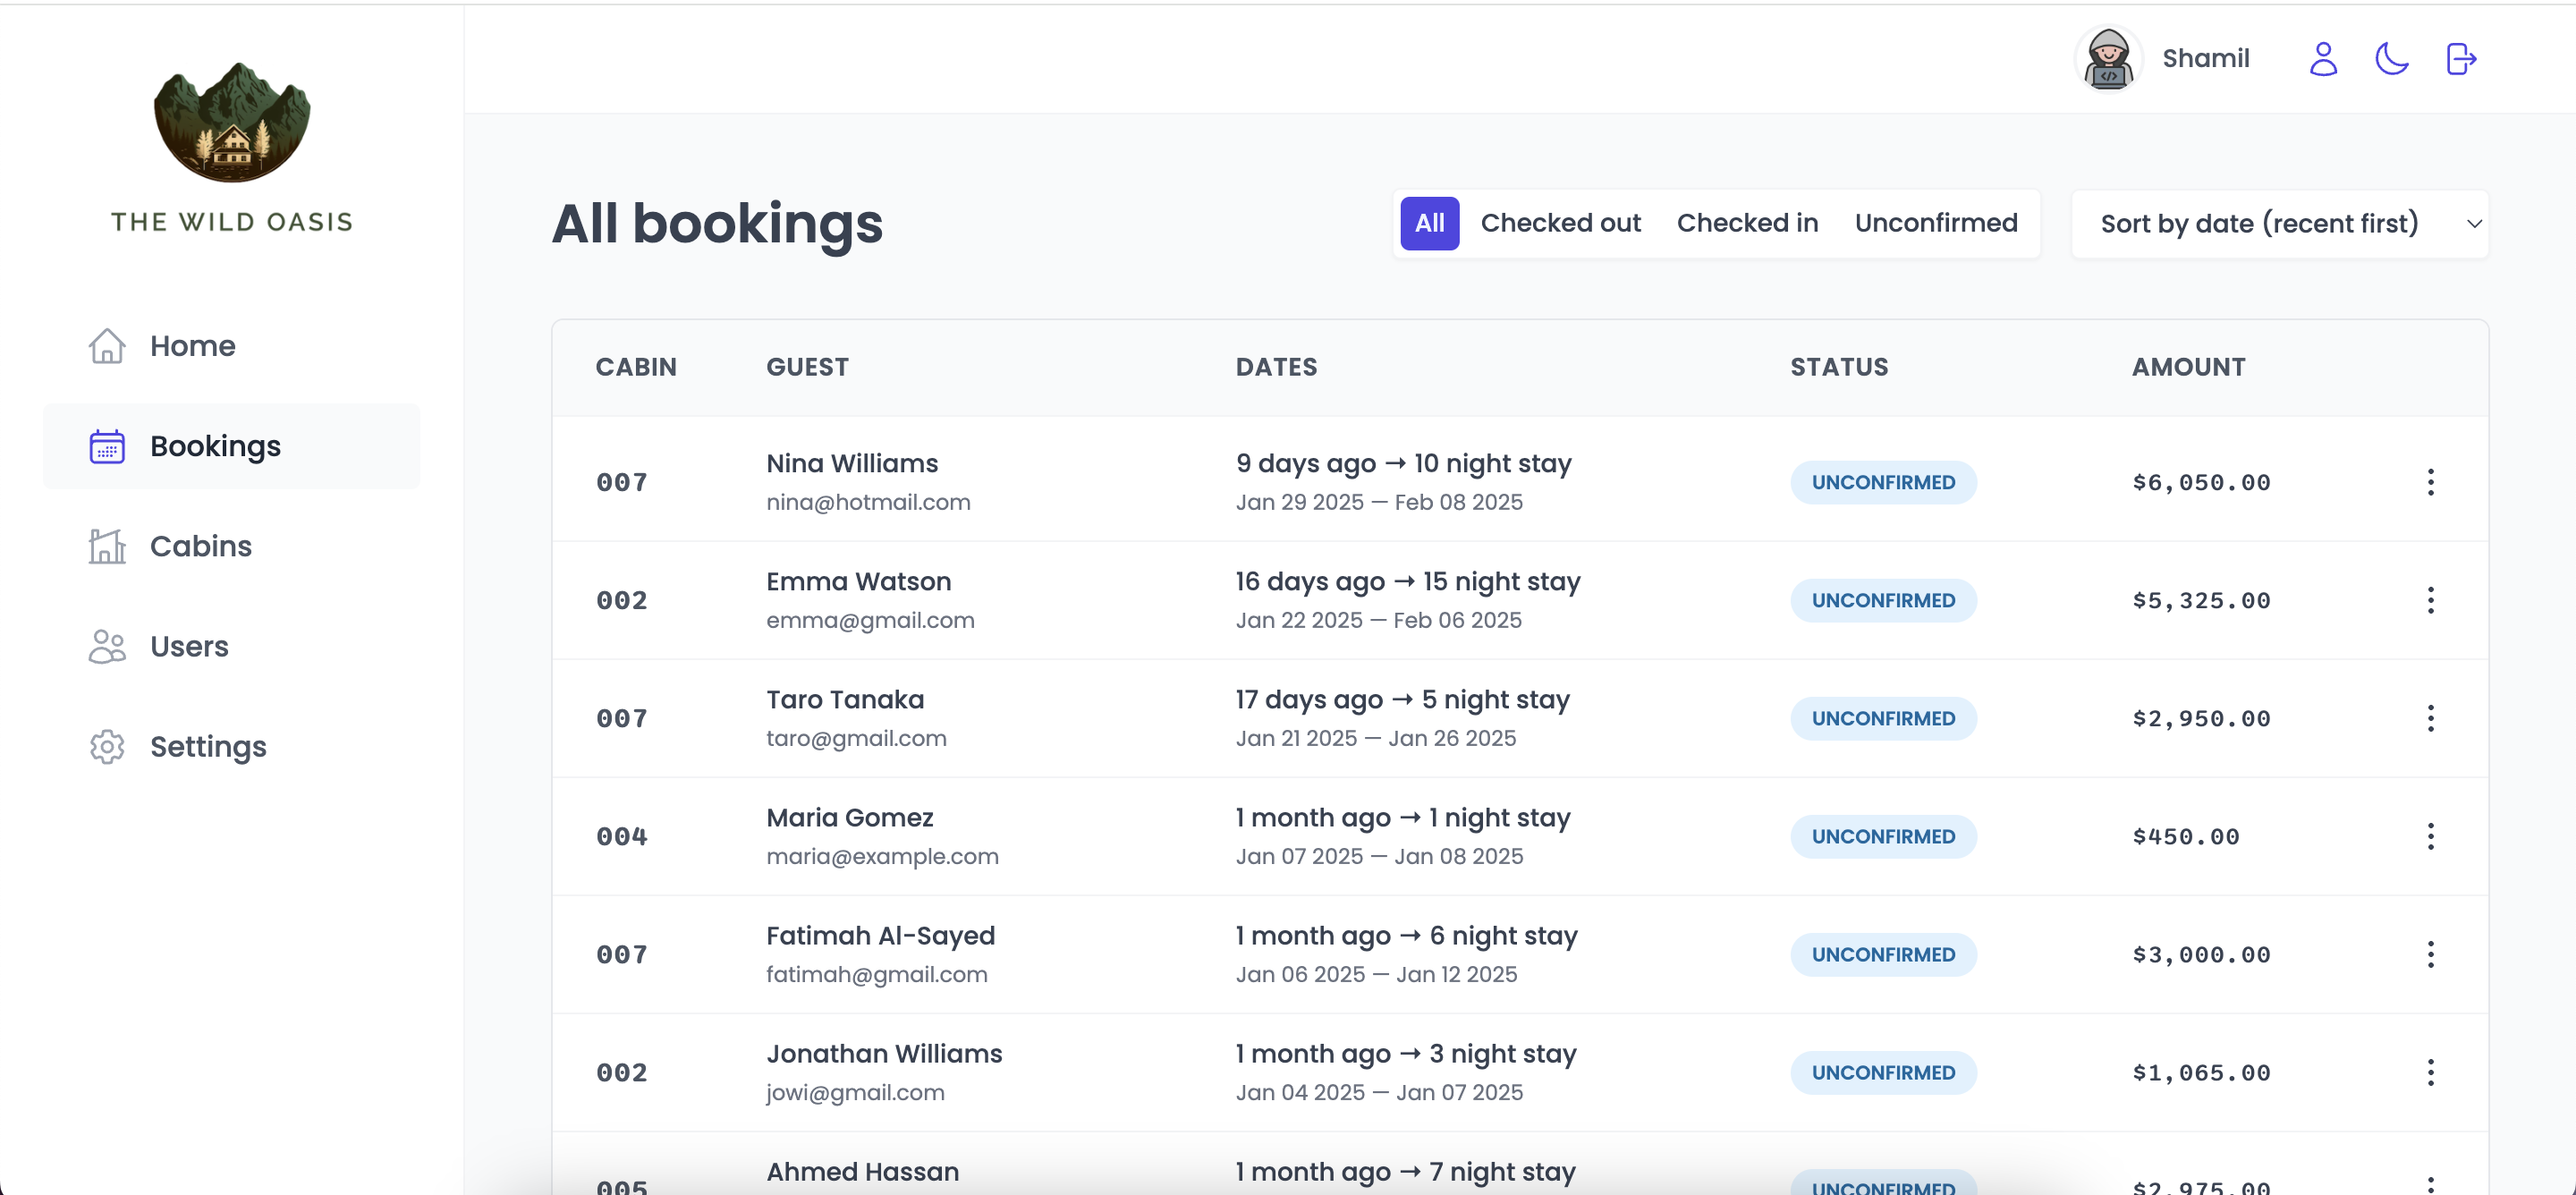 THE WILD OASIS
Home
Bookings
Cabins
Users
Settings
Shamil
All bookings
All Checked out Checked in Unconfirmed
Sort by date (recent first)
CABIN GUEST DATES STATUS AMOUNT
007 Nina Williams 9 days ago → 10 night stay UNCONFIRMED $6,050.00
nina@hotmail.com Jan 29 2025 — Feb 08 2025
002 Emma Watson 16 days ago → 15 night stay UNCONFIRMED $5,325.00
emma@gmail.com Jan 22 2025 — Feb 06 2025
007 Taro Tanaka 17 days ago → 5 night stay UNCONFIRMED $2,950.00
taro@gmail.com Jan 21 2025 — Jan 26 2025
004 Maria Gomez 1 month ago → 1 night stay UNCONFIRMED $450.00
maria@example.com Jan 07 2025 — Jan 08 2025
007 Fatimah Al-Sayed 1 month ago → 6 night stay UNCONFIRMED $3,000.00
fatimah@gmail.com Jan 06 2025 — Jan 12 2025
002 Jonathan Williams 1 month ago → 3 night stay UNCONFIRMED $1,065.00
jowi@gmail.com Jan 04 2025 — Jan 07 2025
005 Ahmed Hassan 1 month ago → 7 night stay UNCONFIRMED $2,975.00